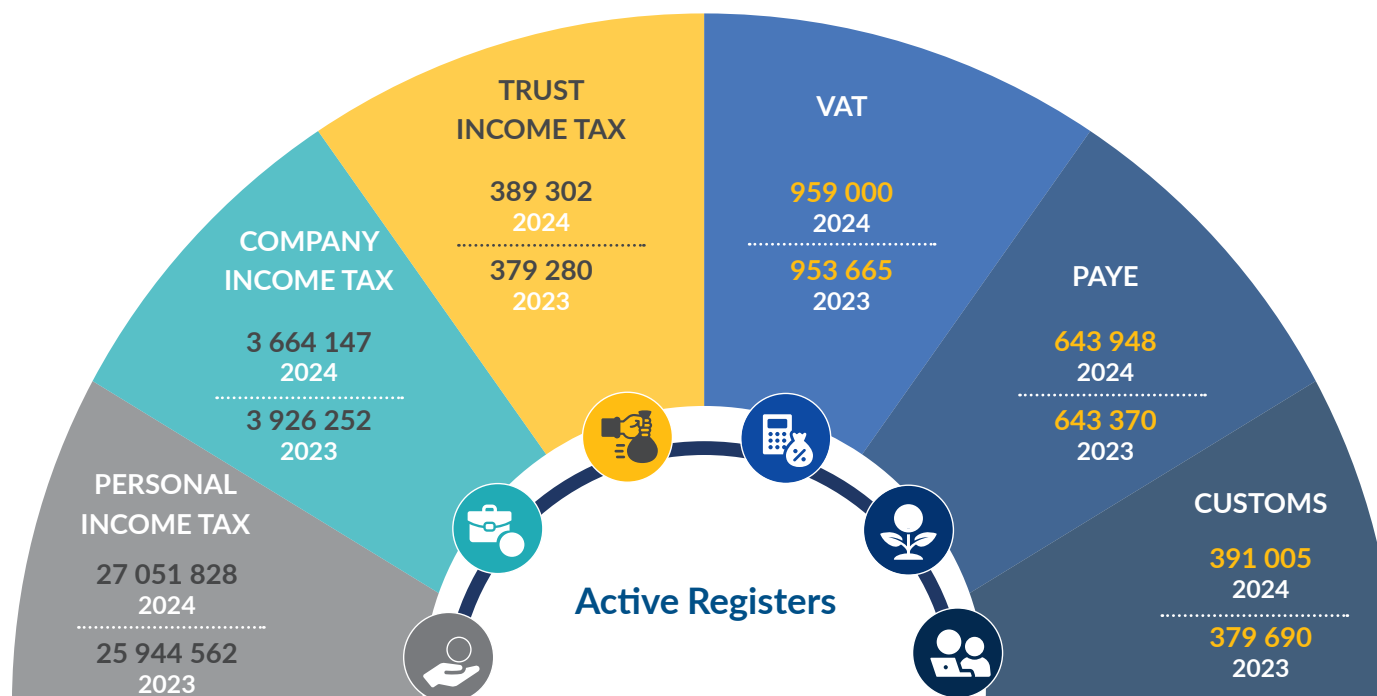 PERSONAL
INCOME TAX
27 051 828
2024
25 944 562
2023
COMPANY
INCOME TAX
3 664 147
2024
3 926 252
2023
TRUST
INCOME TAX
389 302
2024
379 280
2023
VAT
959 000
2024
953 665
2023
PAYE
643 948
2024
643 370
2023
CUSTOMS
391 005
2024
379 690
2023
Active Registers